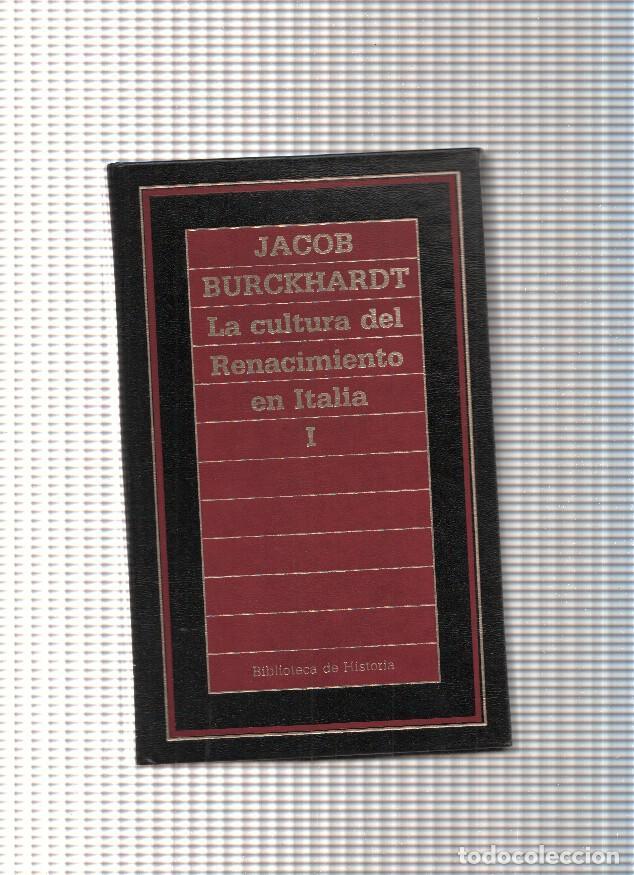 JACOB
BURCKHARDT
La cultura del
Renacimiento
en Italia
I
Biblioteca de Historia
todocoleccion